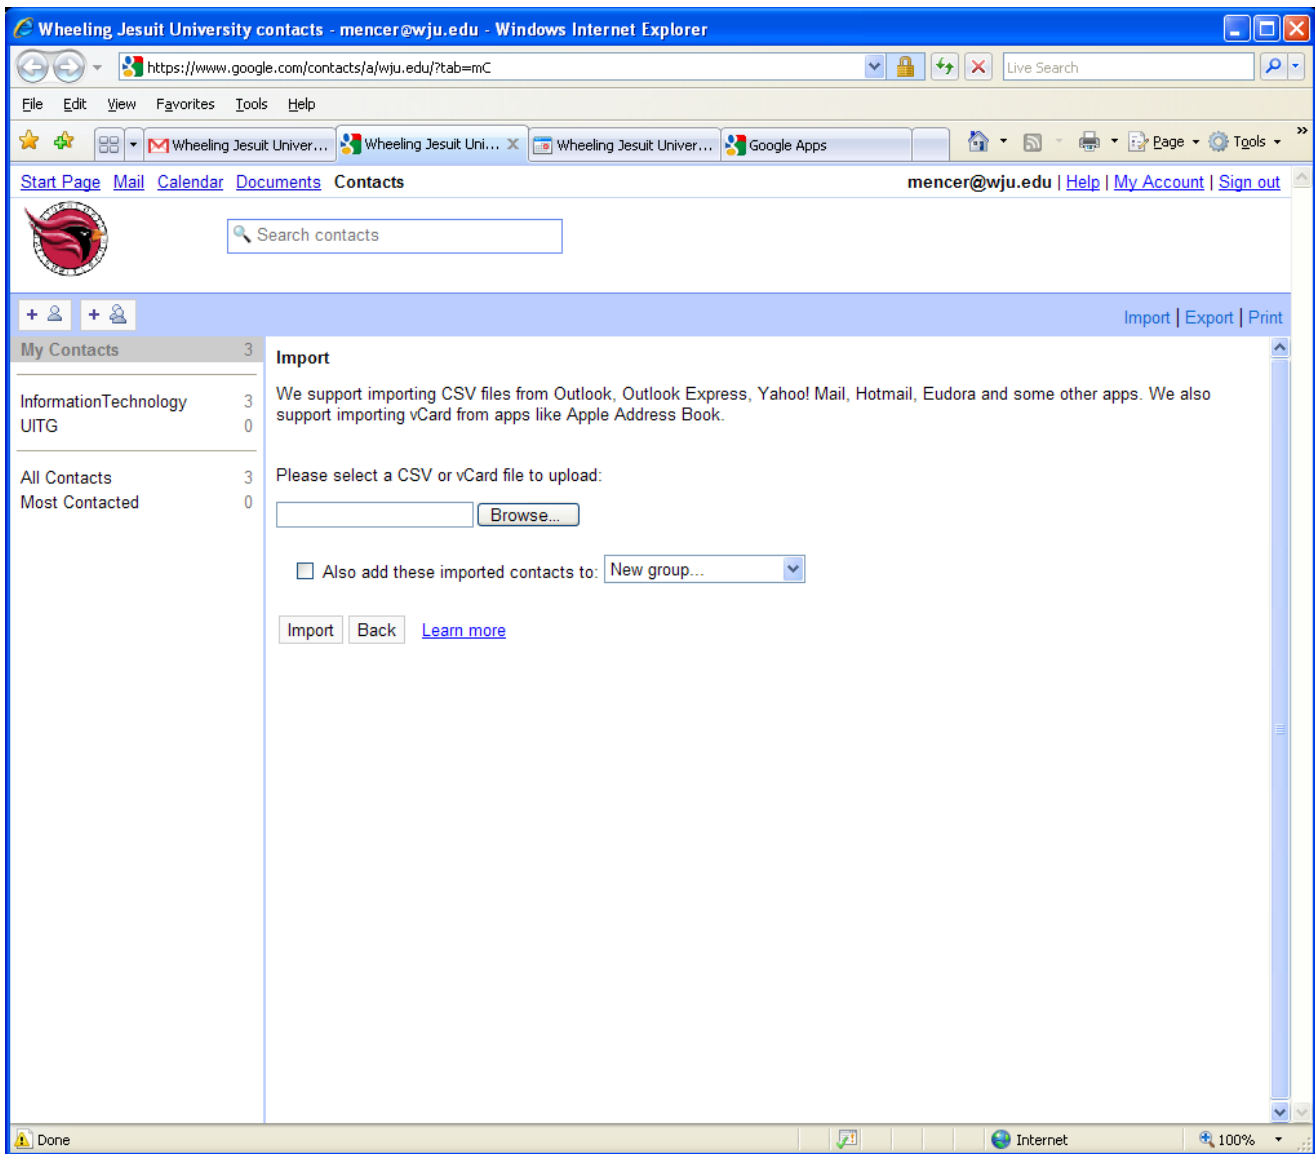 Wheeling Jesuit University contacts - mencer@wju.edu - Windows Internet Explorer
https://www.google.com/contacts/a/wju.edu/?tab=mC
Live Search
File Edit View Favorites Tools Help
Wheeling Jesuit Univer... Wheeling Jesuit Uni... Wheeling Jesuit Univer... Google Apps Page Tools »
Start Page Mail Calendar Documents Contacts mencer@wju.edu | Help | My Account | Sign out
Search contacts
+ + Import | Export | Print
My Contacts 3
InformationTechnology 3
UITG 0
All Contacts 3
Most Contacted 0
Import
We support importing CSV files from Outlook, Outlook Express, Yahoo! Mail, Hotmail, Eudora and some other apps. We also
support importing vCard from apps like Apple Address Book.
Please select a CSV or vCard file to upload:
Browse...
Also add these imported contacts to: New group...
Import Back Learn more
Done Internet 100%